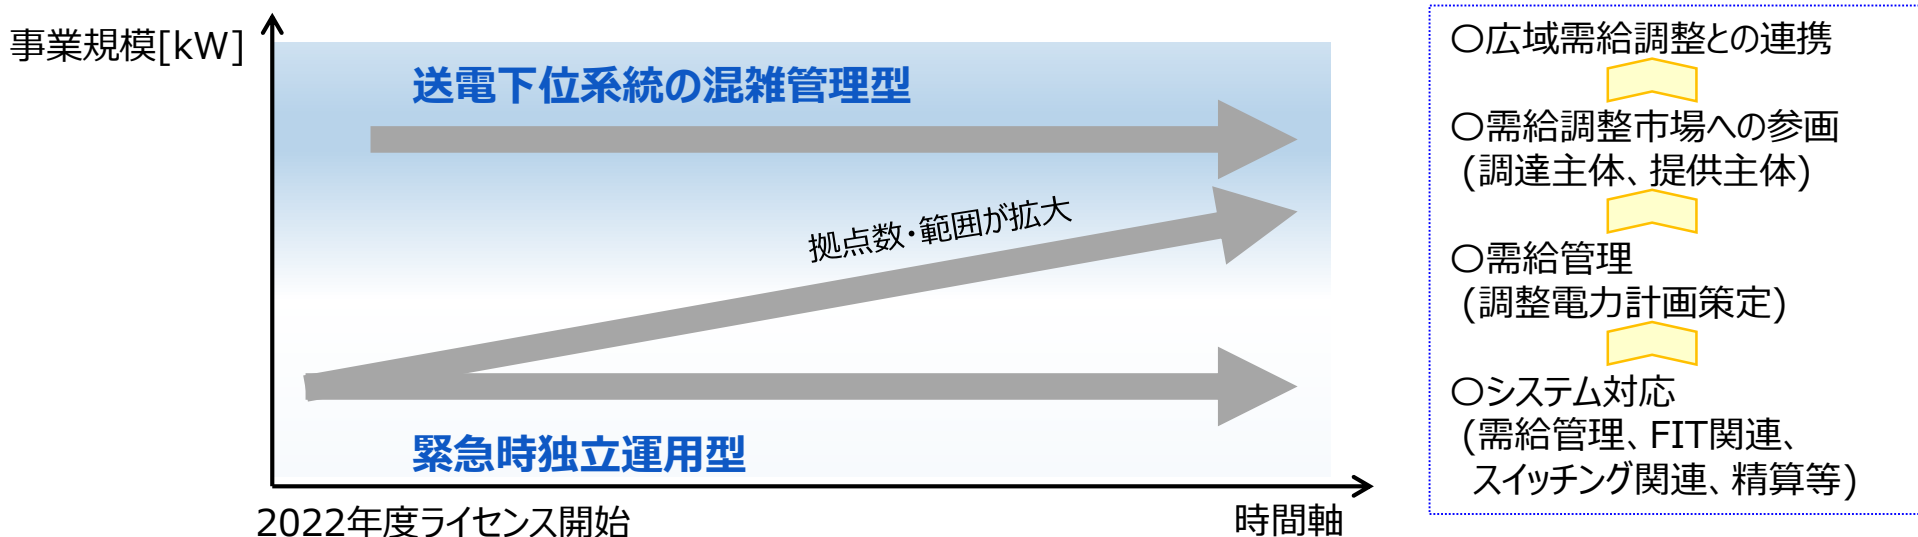 事業規模[kW]
送電下位系統の混雑管理型
拠点数・範囲が拡大
緊急時独立運用型
2022年度ライセンス開始
時間軸
〇広域需給調整との連携
〇需給調整市場への参画
(調達主体、提供主体)
〇需給管理
(調整電力計画策定)
〇システム対応
(需給管理、FIT関連、
スイッチング関連、精算等)